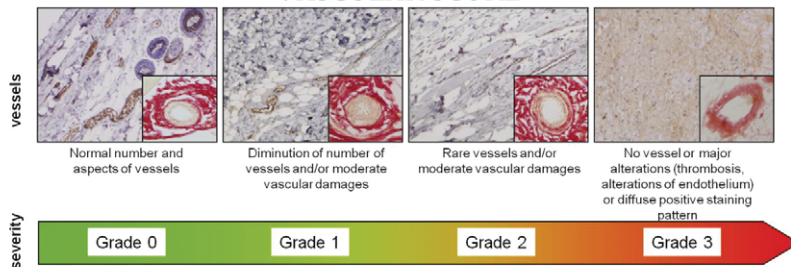 vessels
Normal number and
aspects of vessels
Diminution of number of
vessels and/or moderate
vascular damages
Rare vessels and/or
moderate vascular damages
No vessel or major
alterations (thrombosis,
alterations of endothelium)
or diffuse positive staining
pattern
severity
Grade 0
Grade 1
Grade 2
Grade 3